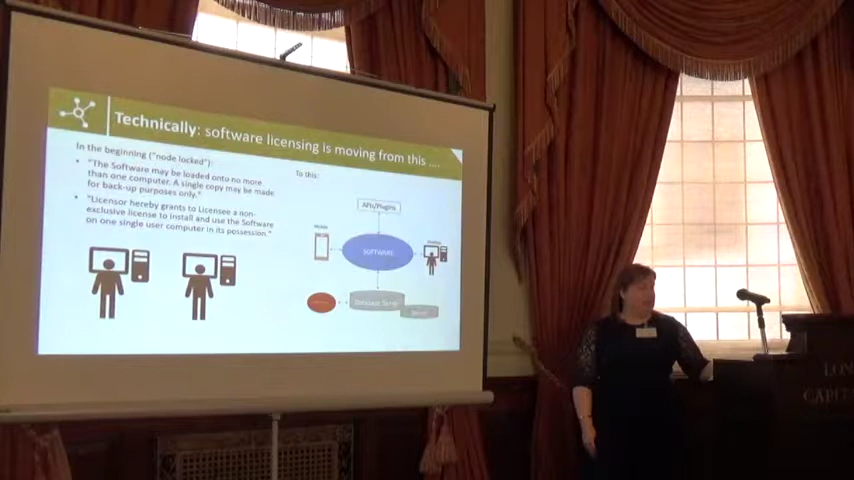 Technically: software licensing is moving from this ....
In the beginning ("node locked"):
• "The Software may be loaded onto no more
than one computer. A single copy may be made
for back-up purposes only."
• "Licensor hereby grants to Licensee a non-
exclusive license to install and use the Software
on one single user computer in its possession."
To this:
APIs/Plugins
SOFTWARE
Database Server
LON
CAPIT